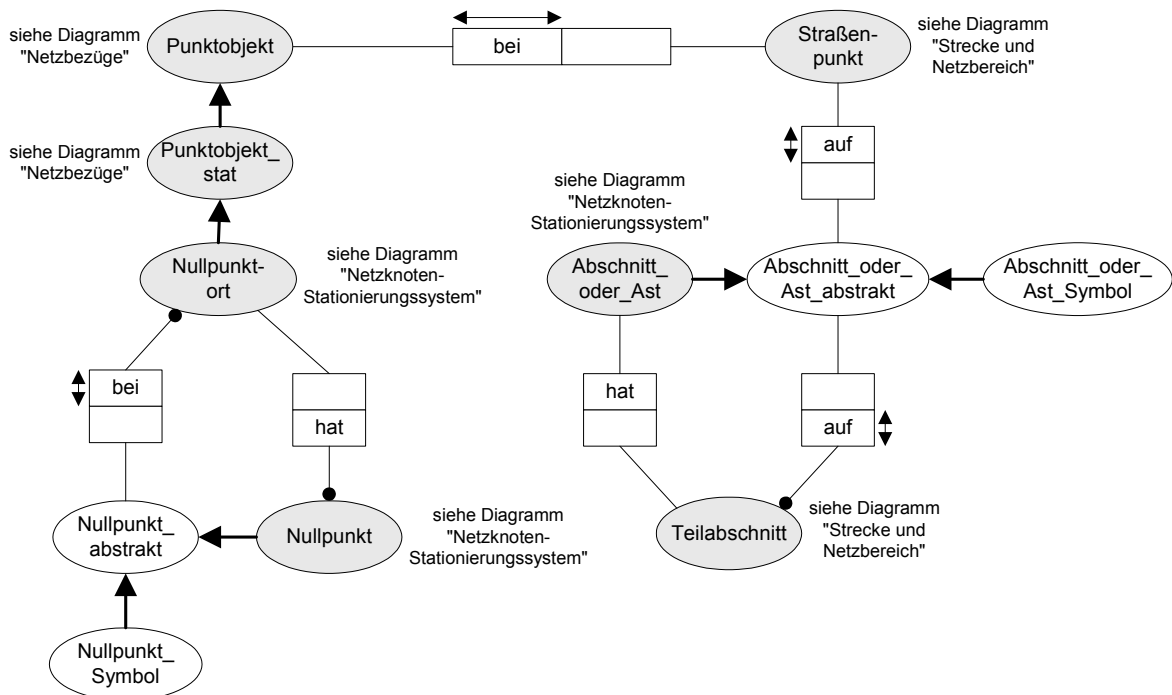 siehe Diagramm
"Netzbezüge"
Punktobjekt
bei
Straßen-
punkt
siehe Diagramm
"Strecke und
Netzbereich"
siehe Diagramm
"Netzbezüge"
Punktobjekt_
stat
auf
siehe Diagramm
"Netzknoten-
Stationierungssystem"
Nullpunkt-
ort
siehe Diagramm
"Netzknoten-
Stationierungssystem"
Abschnitt_
oder_Ast
Abschnitt_oder_
Ast_abstrakt
Abschnitt_oder_
Ast_Symbol
bei
hat
hat
auf
Nullpunkt_
abstrakt
Nullpunkt
siehe Diagramm
"Netzknoten-
Stationierungssystem"
Teilabschnitt
siehe Diagramm
"Strecke und
Netzbereich"
Nullpunkt_
Symbol